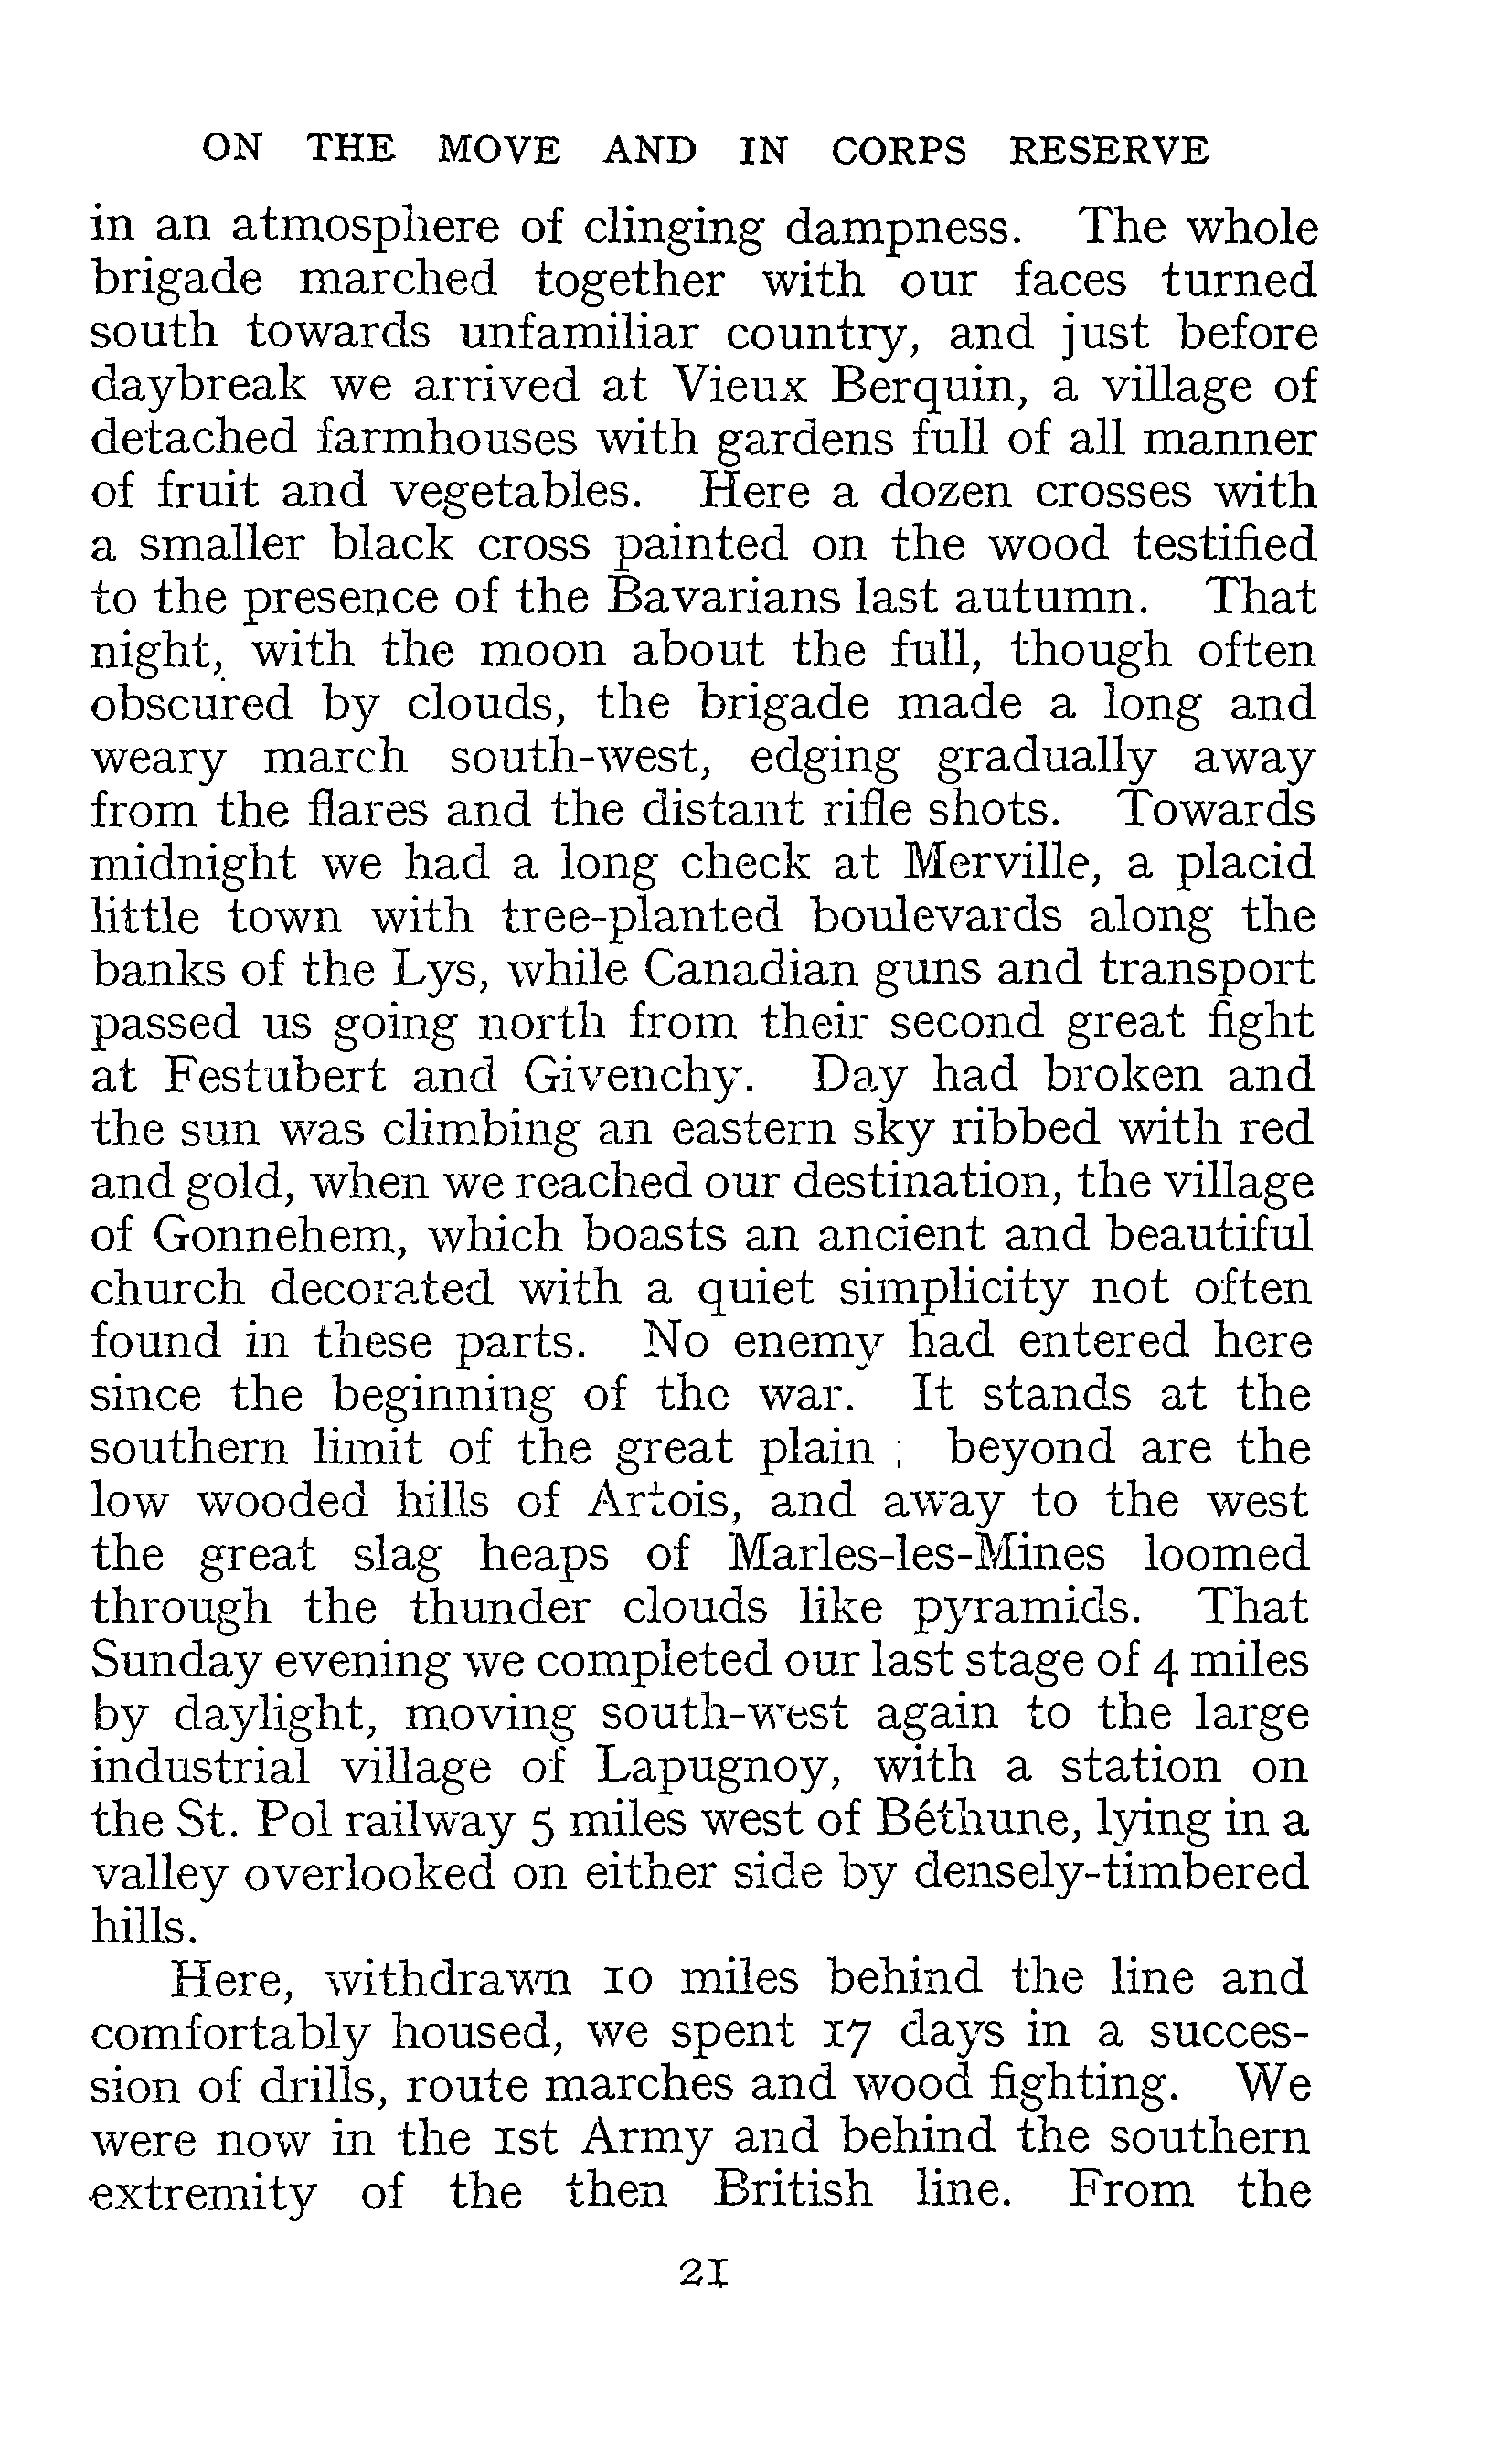 ON THE MOVE AND IN CORPS RESERVE
in an atmosphere of clinging dampness. The whole
brigade marched together with our faces turned
south towards unfamiliar country, and just before
daybreak we arrived at Vieux Berquin, a village of
detached farmhouses with gardens full of all manner
of fruit and vegetables. Here a dozen crosses with
a smaller black cross painted on the wood testified
to the presence of the Bavarians last autumn. That
night, with the moon about the full, though often
obscured by clouds, the brigade made a long and
weary march south-west, edging gradually away
from the flares and the distant rifle shots. Towards
midnight we had a long check at Merville, a placid
little town with tree-planted boulevards along the
banks of the Lys, while Canadian guns and transport
passed us going north from their second great fight
at Festubert and Givenchy. Day had broken and
the sun was climbing an eastern sky ribbed with red
and gold, when we reached our destination, the village
of Gonnehem, which boasts an ancient and beautiful
church decorated with a quiet simplicity not often
found in these parts. No enemy had entered here
since the beginning of the war. It stands at the
southern limit of the great plain ; beyond are the
low wooded hills of Artois, and away to the west
the great slag heaps of Marles-les-Mines loomed
through the thunder clouds like pyramids. That
Sunday evening we completed our last stage of 4 miles
by daylight, moving south-west again to the large
industrial village of Lapugnoy, with a station on
the St. Pol railway 5 miles west of Béthune, lying in a
valley overlooked on either side by densely-timbered
hills.
Here, withdrawn 10 miles behind the line and
comfortably housed, we spent 17 days in a succes-
sion of drills, route marches and wood fighting. We
were now in the 1st Army and behind the southern
extremity of the then British line. From the
21